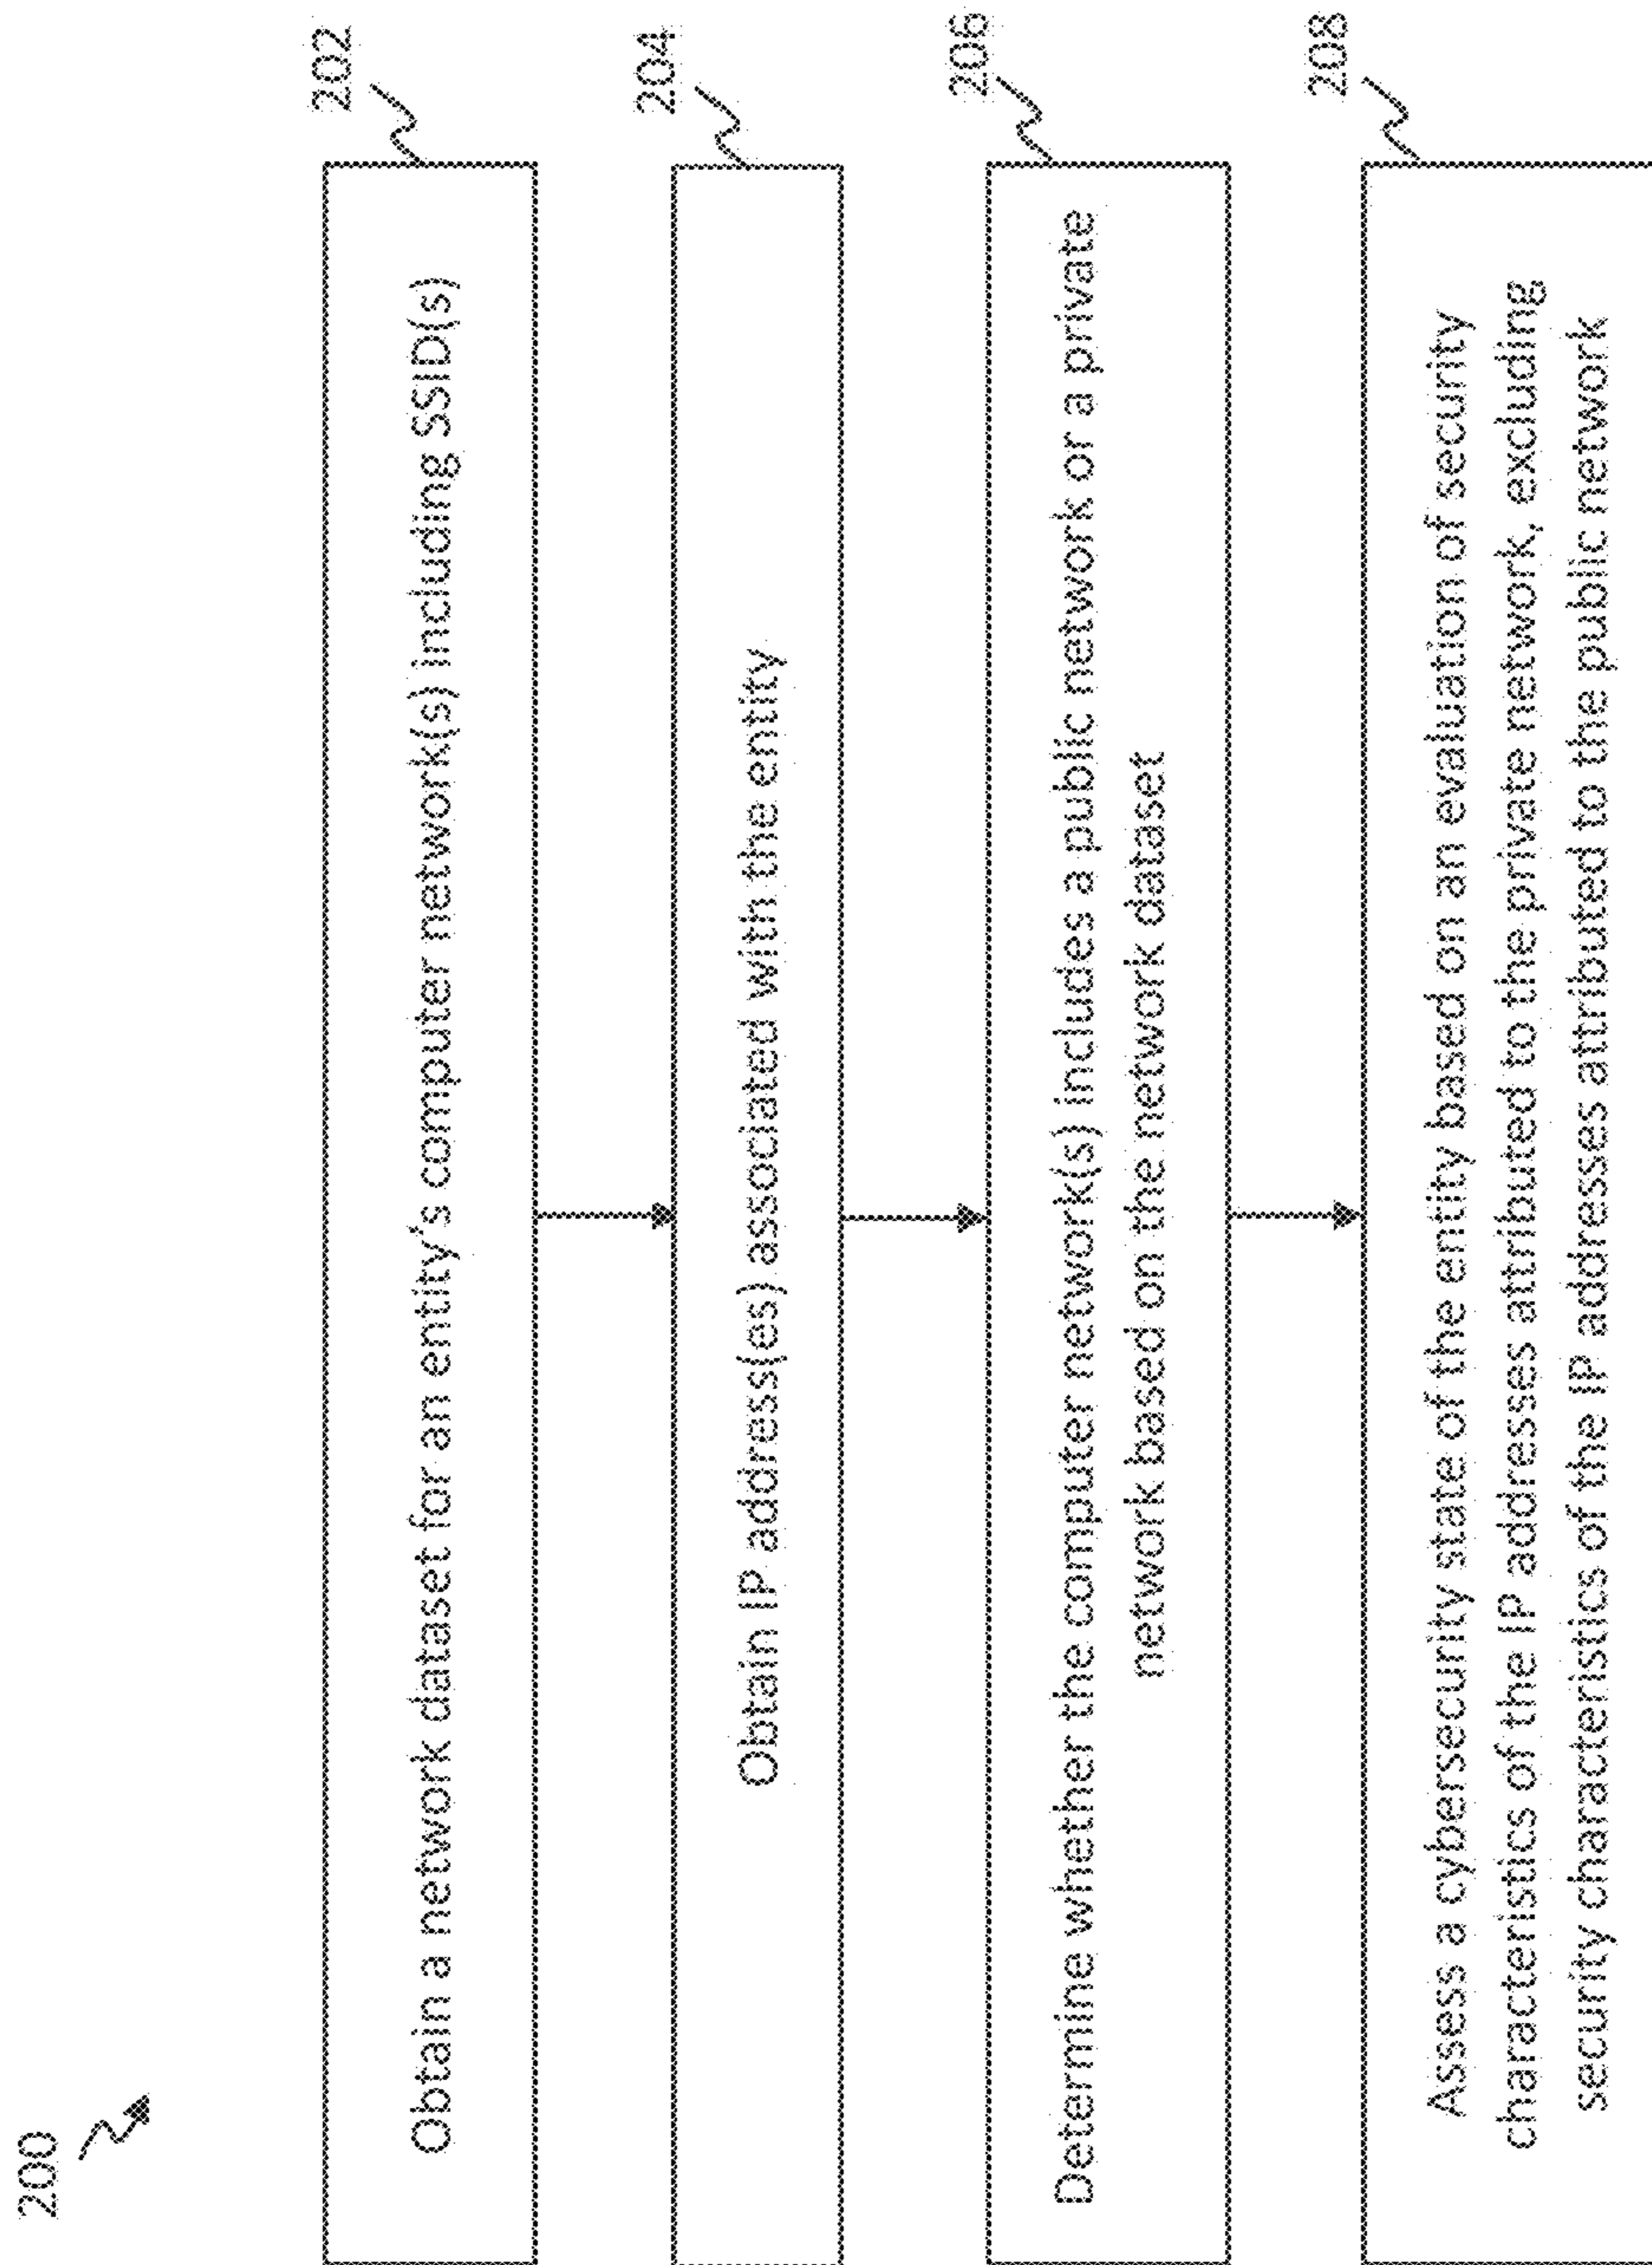 200
202
Obtain a network dataset for an entity's computer network(s) including SSID(s)
204
Obtain IP address(es) associated with the entity
206
Determine whether the computer network(s) includes a public network or a private
network based on the network dataset
208
Assess a cybersecurity state of the entity based on an evaluation of security
characteristics of the IP addresses attributed to the private network, excluding
security characteristics of the IP addresses attributed to the public network